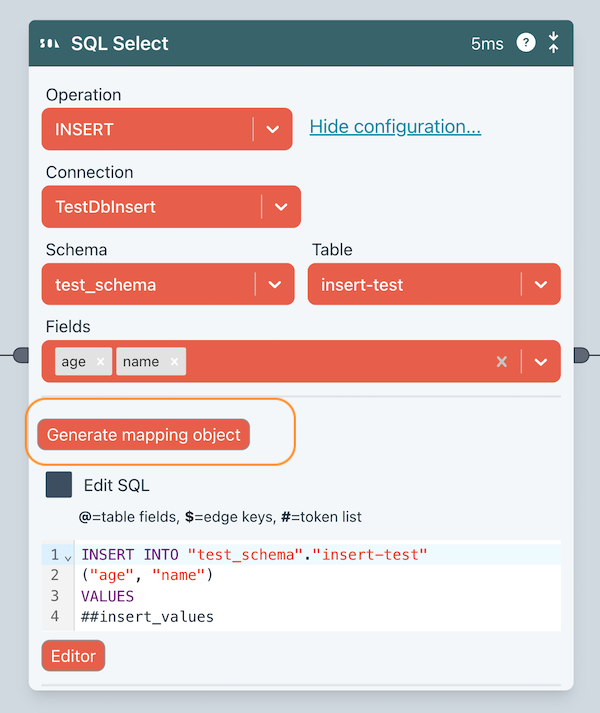 SQL SQL Select 5ms ?
Operation
INSERT
Hide configuration...
Connection
TestDbInsert
Schema Table
test_schema insert-test
Fields
age × name × ×
Generate mapping object
Edit SQL
@=table fields, $=edge keys, #=token list
1 INSERT INTO "test_schema"."insert-test"
2 ("age", "name")
3 VALUES
4 ##insert_values
Editor